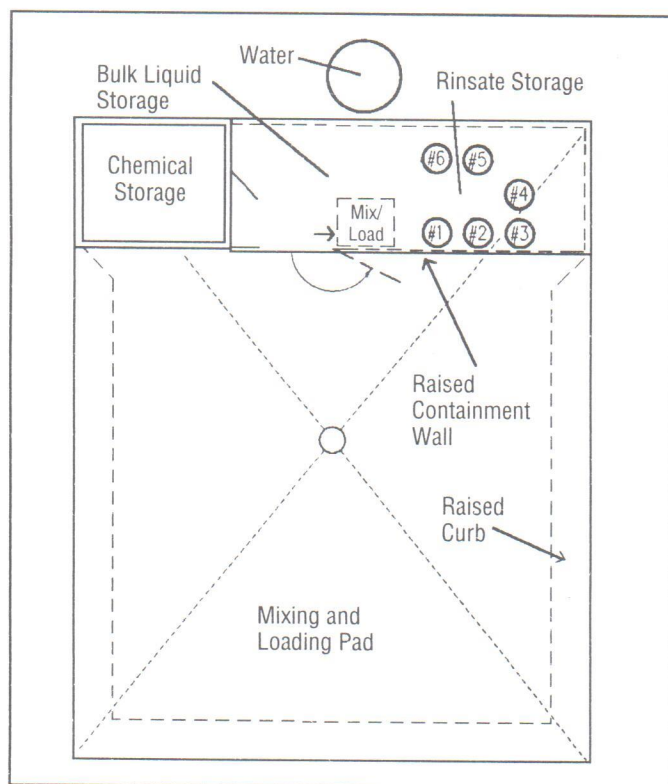 Water
Bulk Liquid
Storage
Rinsate Storage
Chemical
Storage
#6
#5
#4
Mix/
Load
#1
#2
#3
Raised
Containment
Wall
Raised
Curb
Mixing and
Loading Pad